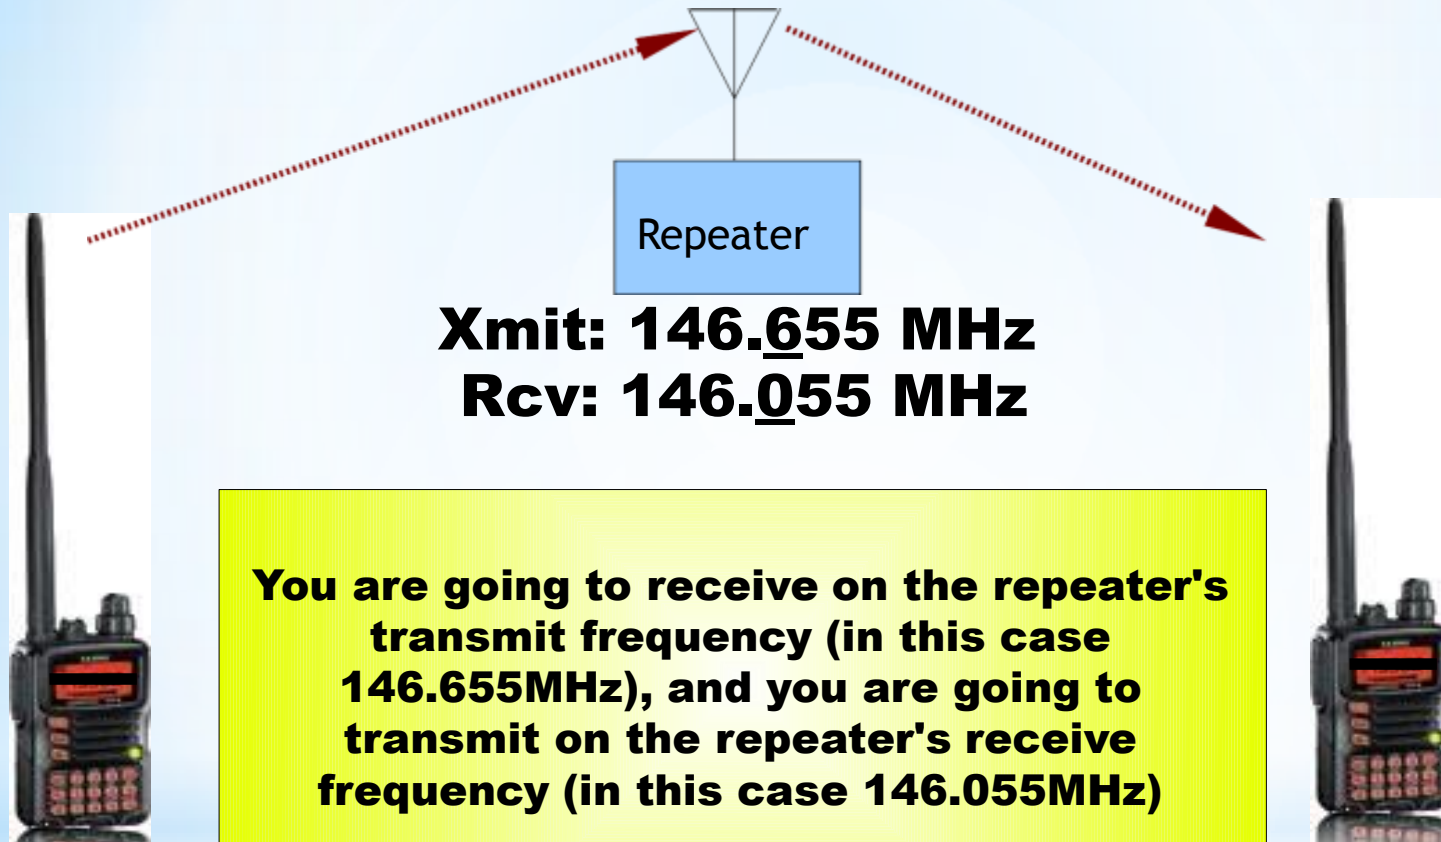 Repeater
Xmit: 146.655 MHz
Rcv: 146.055 MHz
You are going to receive on the repeater's
transmit frequency (in this case
146.655MHz), and you are going to
transmit on the repeater's receive
frequency (in this case 146.055MHz)